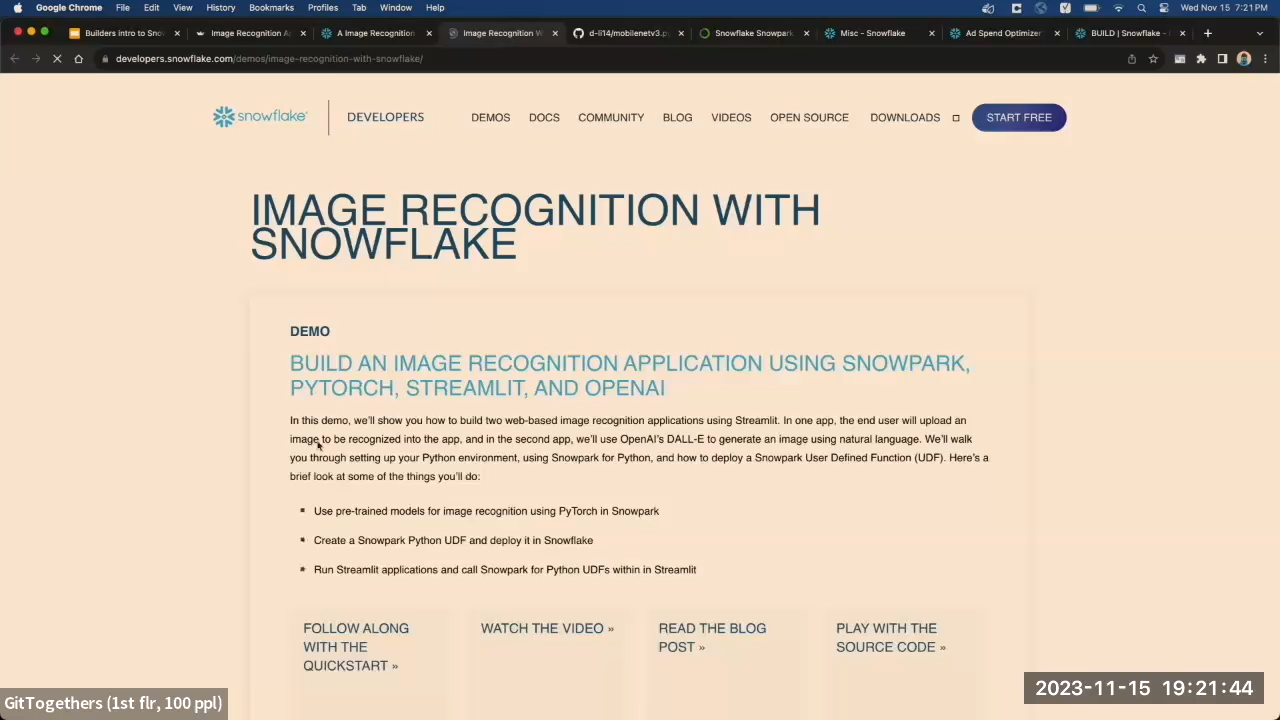 Google Chrome File Edit View History Bookmarks Profiles Tab Window Help Wed Nov 15 7:21 PM
Builders intro to Sno Image Recognition A A Image Recognition Image Recognition W d-li14/mobilenetv3.p Snowflake Snowpark Misc - Snowflake Ad Spend Optimizer BUILD | Snowflake -
developers.snowflake.com/demos/image-recognition-with-snowflake/
snowflake DEVELOPERS DEMOS DOCS COMMUNITY BLOG VIDEOS OPEN SOURCE DOWNLOADS START FREE
IMAGE RECOGNITION WITH
SNOWFLAKE
DEMO
BUILD AN IMAGE RECOGNITION APPLICATION USING SNOWPARK,
PYTORCH, STREAMLIT, AND OPENAI
In this demo, we'll show you how to build two web-based image recognition applications using Streamlit. In one app, the end user will upload an
image to be recognized into the app, and in the second app, we'll use OpenAI's DALL-E to generate an image using natural language. We'll walk
you through setting up your Python environment, using Snowpark for Python, and how to deploy a Snowpark User Defined Function (UDF). Here's a
brief look at some of the things you'll do:
Use pre-trained models for image recognition using PyTorch in Snowpark
Create a Snowpark Python UDF and deploy it in Snowflake
Run Streamlit applications and call Snowpark for Python UDFs within in Streamlit
FOLLOW ALONG
WITH THE
QUICKSTART »
WATCH THE VIDEO »
READ THE BLOG
POST »
PLAY WITH THE
SOURCE CODE »
GitTogethers (1st flr, 100 ppl)
2023-11-15 19:21:44